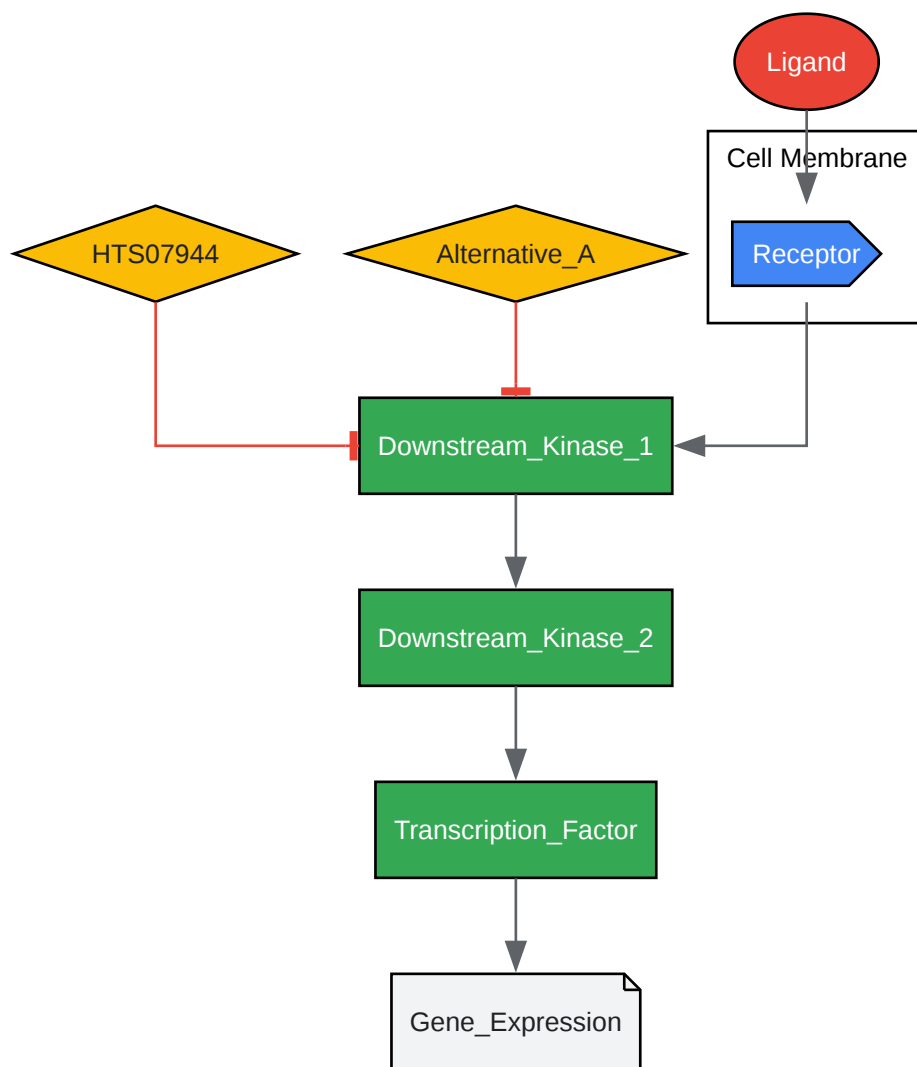 Ligand
Cell Membrane
HTS07944
Alternative_A
Receptor
Downstream_Kinase_1
Downstream_Kinase_2
Transcription_Factor
Gene_Expression